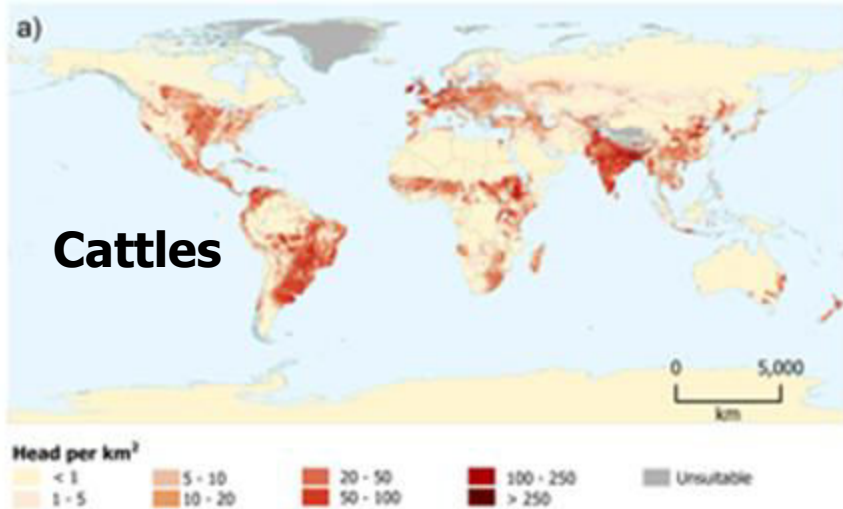 a)
Cattles
0 5,000
km
Head per km²
< 1 5 - 10 20 - 50 100 - 250 Unsuitable
1 - 5 10 - 20 50 - 100 > 250